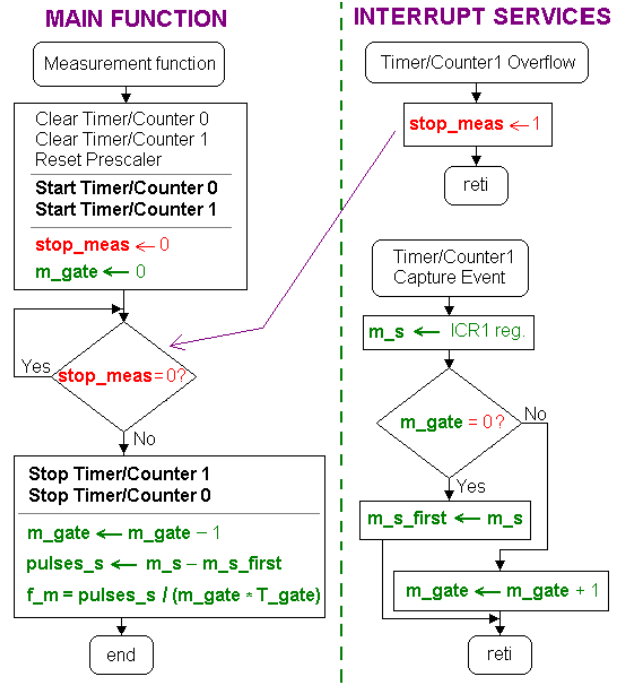 MAIN FUNCTION
Measurement function
Clear Timer/Counter 0
Clear Timer/Counter 1
Reset Prescaler
Start Timer/Counter 0
Start Timer/Counter 1
stop_meas ← 0
m_gate ← 0
Yes
stop_meas = 0?
No
Stop Timer/Counter 1
Stop Timer/Counter 0
m_gate ← m_gate − 1
pulses_s ← m_s − m_s_first
f_m = pulses_s / (m_gate * T_gate)
end
INTERRUPT SERVICES
Timer/Counter1 Overflow
stop_meas ← 1
reti
Timer/Counter1
Capture Event
m_s ← ICR1 reg.
m_gate = 0?
No
Yes
m_s_first ← m_s
m_gate ← m_gate + 1
reti